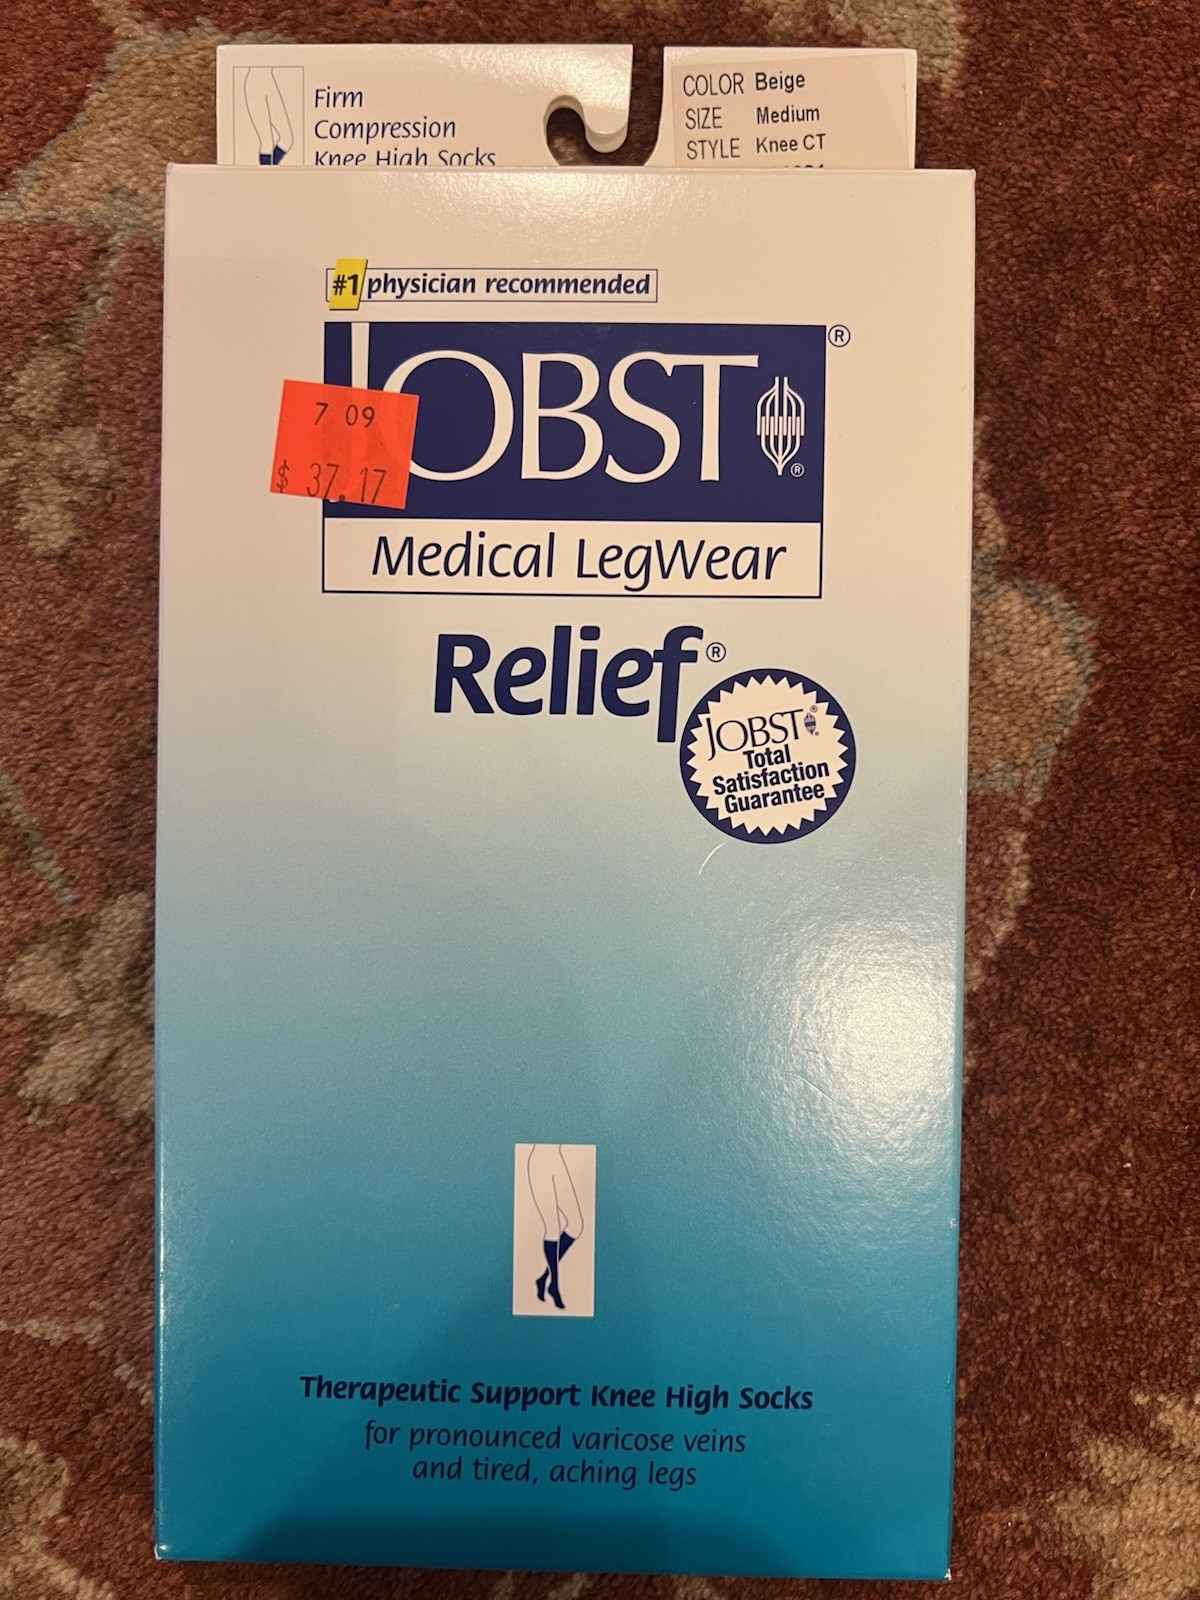 Firm
Compression
Knee High Socks
COLOR Beige
SIZE Medium
STYLE Knee CT
#1 physician recommended
JOBST®
®
7 09
$ 37.17
Medical LegWear
Relief®
JOBST®
Total
Satisfaction
Guarantee
Therapeutic Support Knee High Socks
for pronounced varicose veins
and tired, aching legs